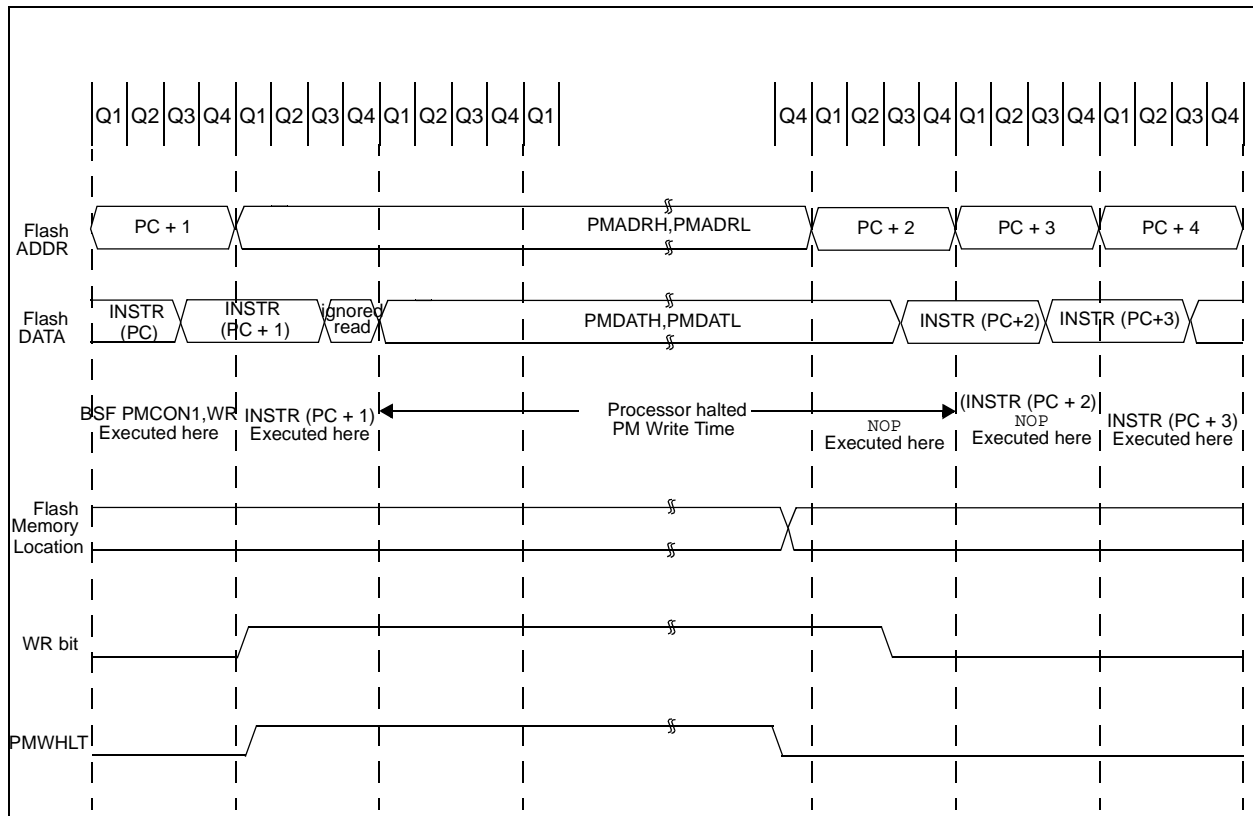 Q1 Q2 Q3 Q4 Q1 Q2 Q3 Q4 Q1 Q2 Q3 Q4 Q1 Q4 Q1 Q2 Q3 Q4 Q1 Q2 Q3 Q4 Q1 Q2 Q3 Q4
Flash
ADDR
PC + 1
PMADRH,PMADRL
PC + 2
PC + 3
PC + 4
Flash
DATA
INSTR
(PC)
INSTR
(PC + 1)
ignored
read
PMDATH,PMDATL
INSTR (PC+2)
INSTR (PC+3)
BSF PMCON1,WR
Executed here
INSTR (PC + 1)
Executed here
Processor halted
PM Write Time
NOP
Executed here
(INSTR (PC + 2)
NOP
Executed here
INSTR (PC + 3)
Executed here
Flash
Memory
Location
WR bit
PMWHLT